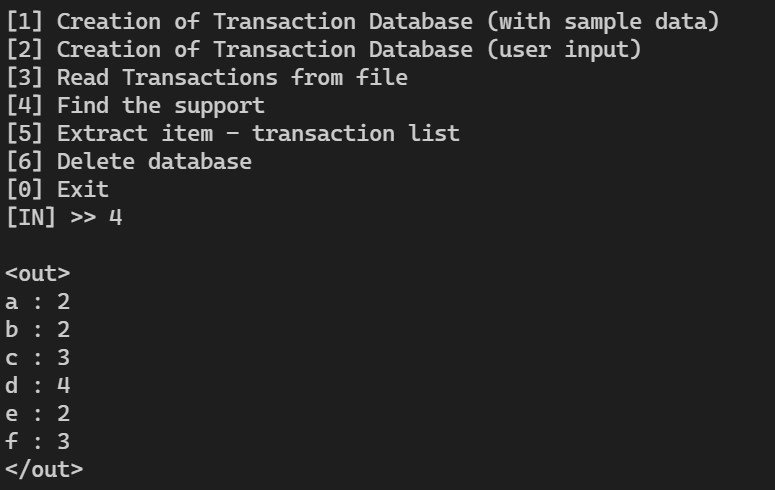 [1] Creation of Transaction Database (with sample data)
[2] Creation of Transaction Database (user input)
[3] Read Transactions from file
[4] Find the support
[5] Extract item - transaction list
[6] Delete database
[0] Exit
[IN] >> 4
<out>
a : 2
b : 2
c : 3
d : 4
e : 2
f : 3
</out>